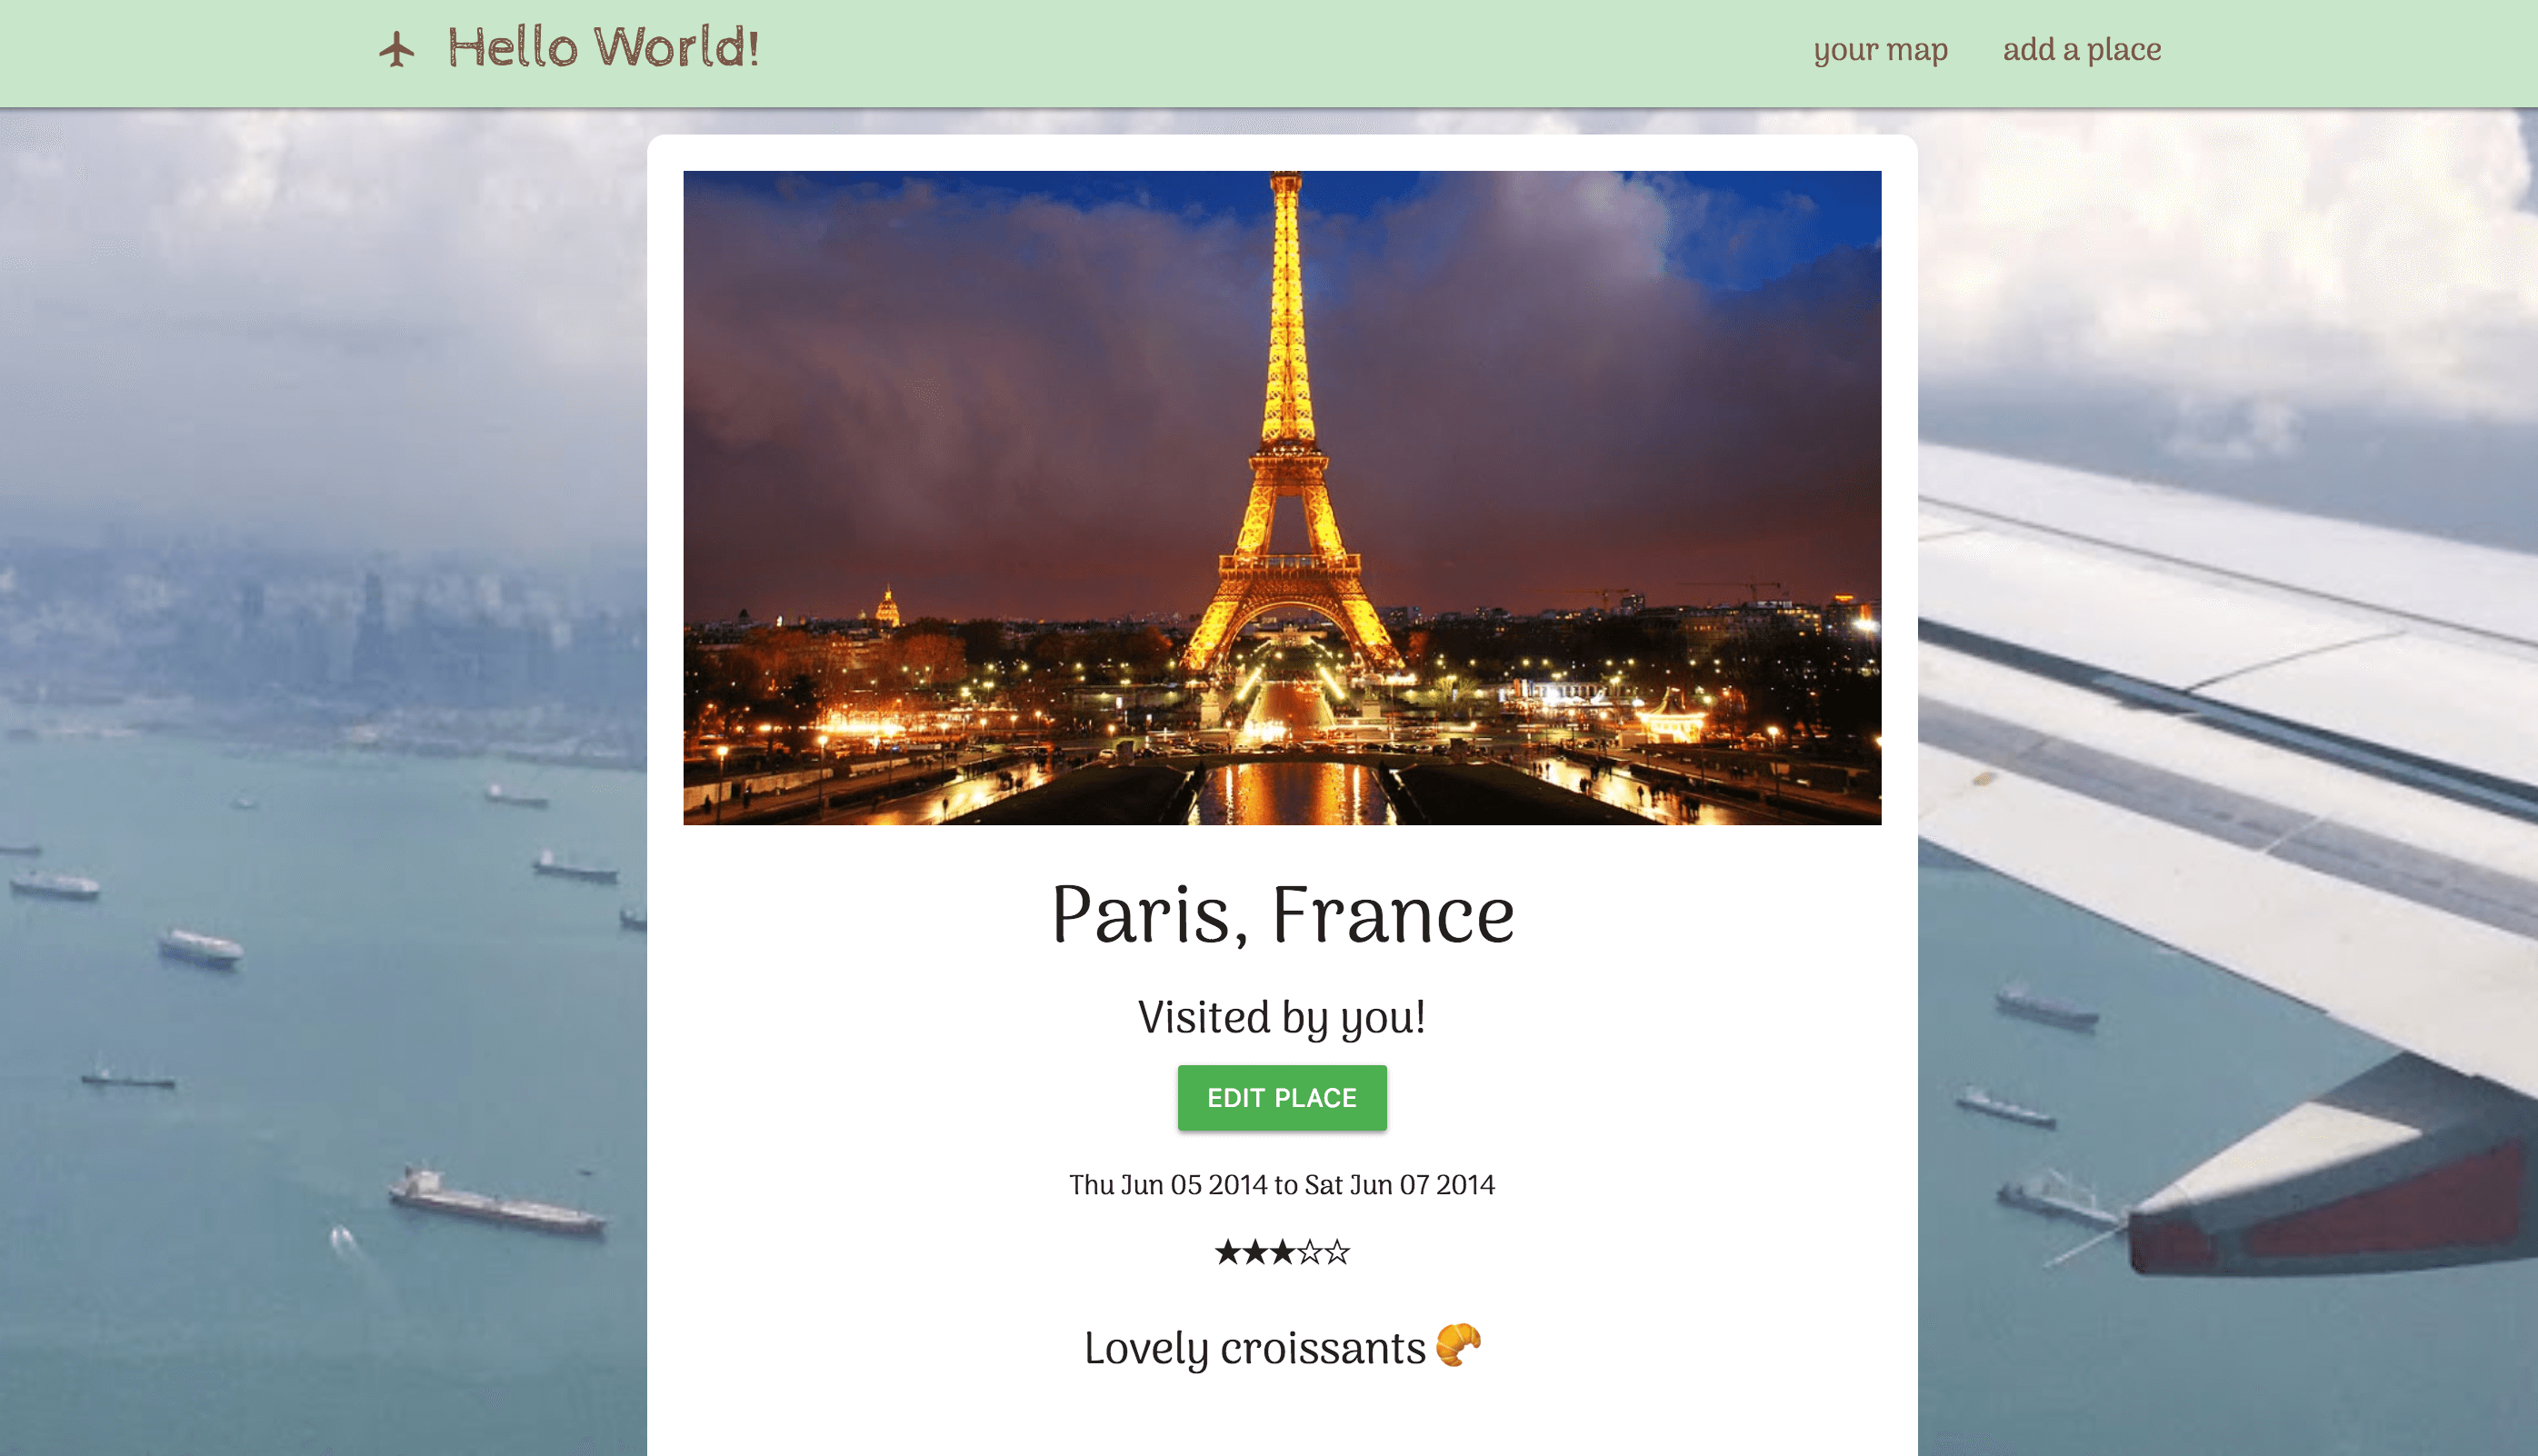 Hello World!
your map
add a place
Paris, France
Visited by you!
EDIT PLACE
Thu Jun 05 2014 to Sat Jun 07 2014
★★★☆☆
Lovely croissants 🥐